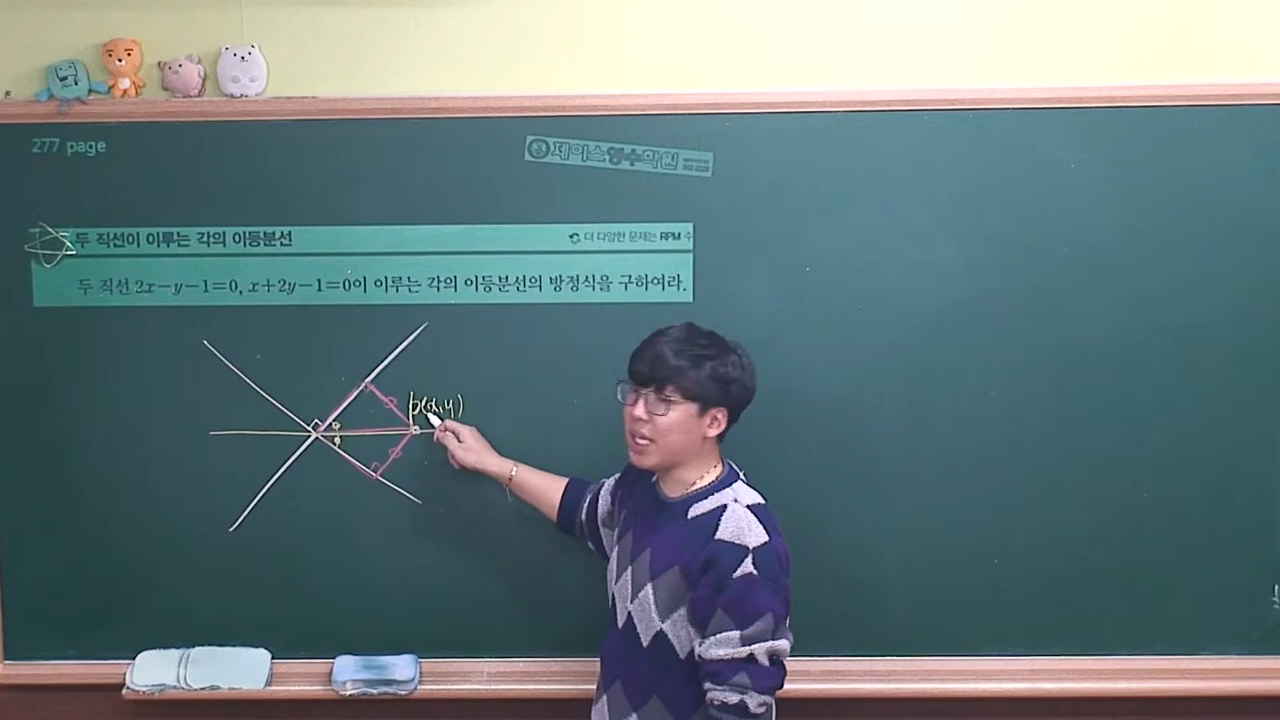 277 page
제이스영수학원
두 직선이 이루는 각의 이등분선
더 다양한 문제는 RPM 수
두 직선 2x-y-1=0, x+2y-1=0이 이루는 각의 이등분선의 방정식을 구하여라.
p(x,y)